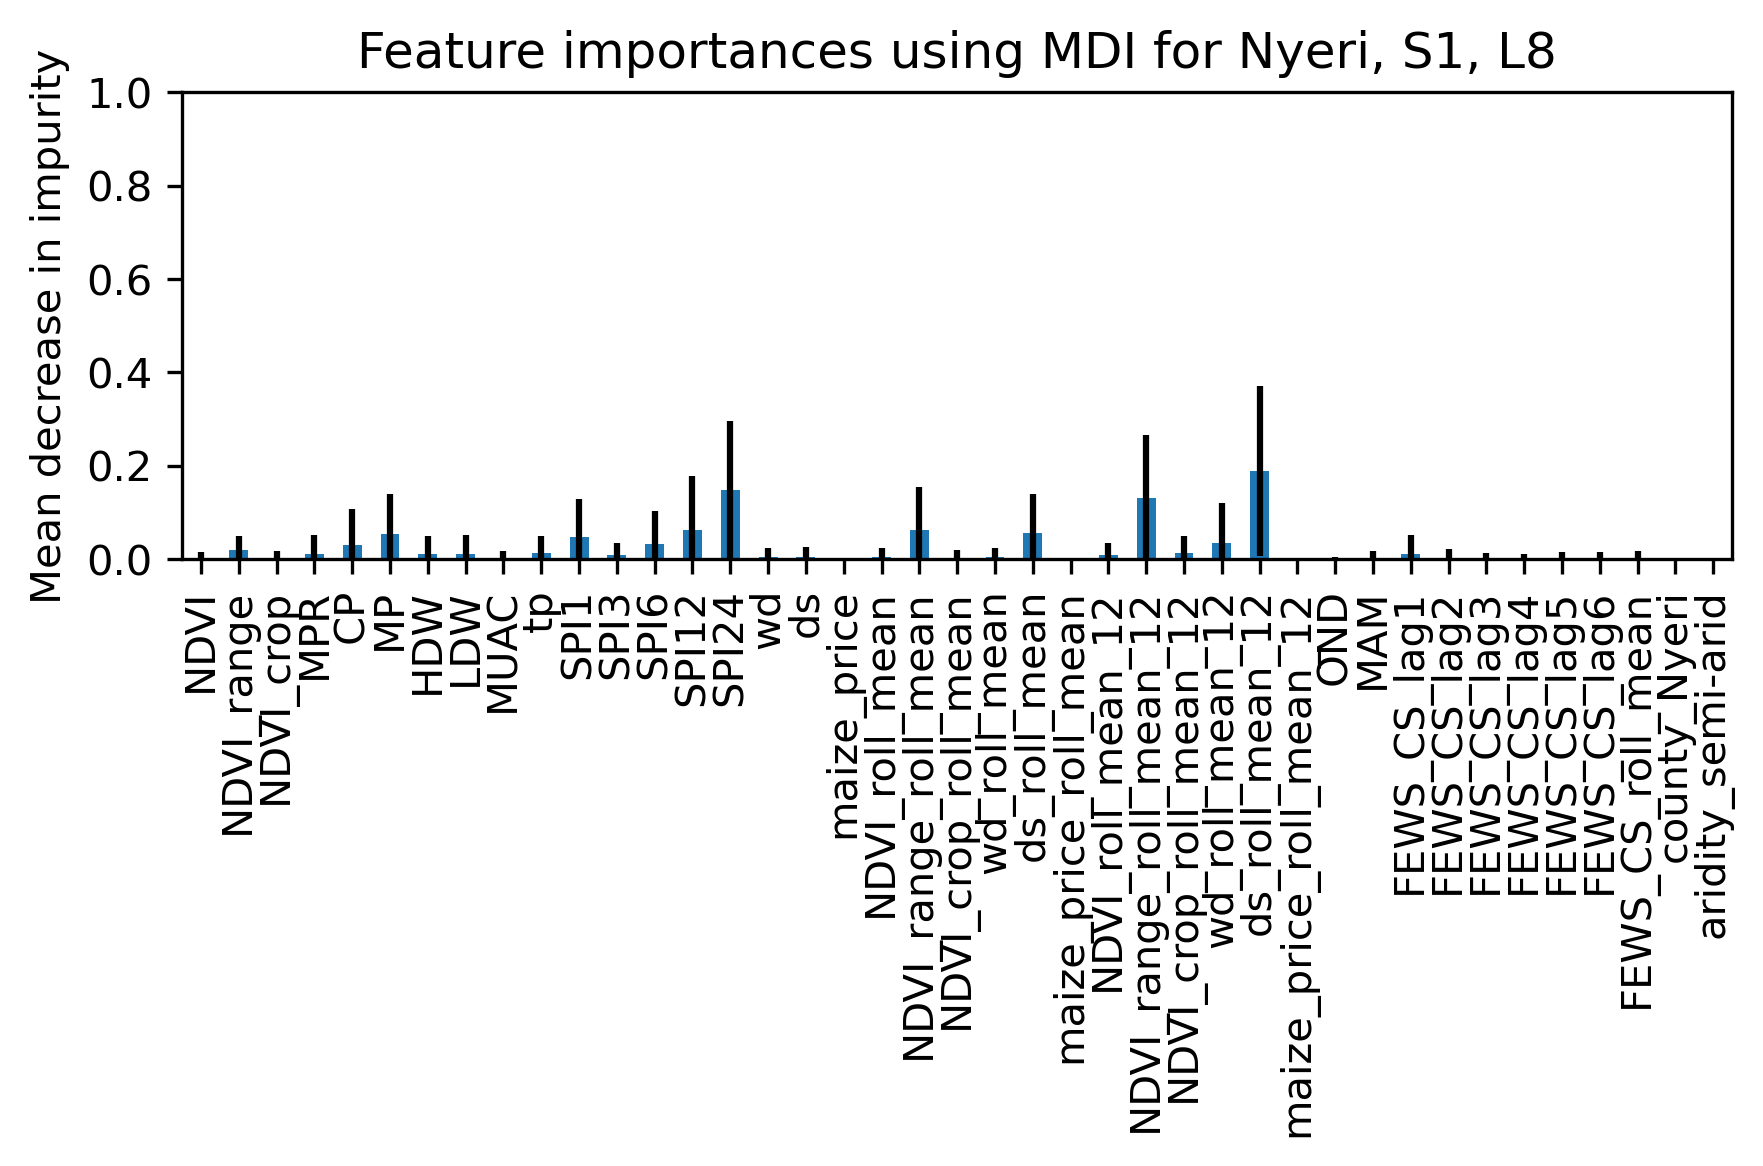 Feature importances using MDI for Nyeri, S1, L8
Mean decrease in impurity
1.0
0.8
0.6
0.4
0.2
0.0
NDVI
NDVI_range
NDVI_crop
MPR
CP
MP
HDW
LDW
MUAC
tp
SPI1
SPI3
SPI6
SPI12
SPI24
wd
ds
maize_price
NDVI_roll_mean
NDVI_range_roll_mean
NDVI_crop_roll_mean
wd_roll_mean
ds_roll_mean
maize_price_roll_mean
NDVI_roll_mean_12
NDVI_range_roll_mean_12
NDVI_crop_roll_mean_12
wd_roll_mean_12
ds_roll_mean_12
maize_price_roll_mean_12
OND
MAM
FEWS_CS_lag1
FEWS_CS_lag2
FEWS_CS_lag3
FEWS_CS_lag4
FEWS_CS_lag5
FEWS_CS_lag6
FEWS_CS_roll_mean
county_Nyeri
aridity_semi-arid